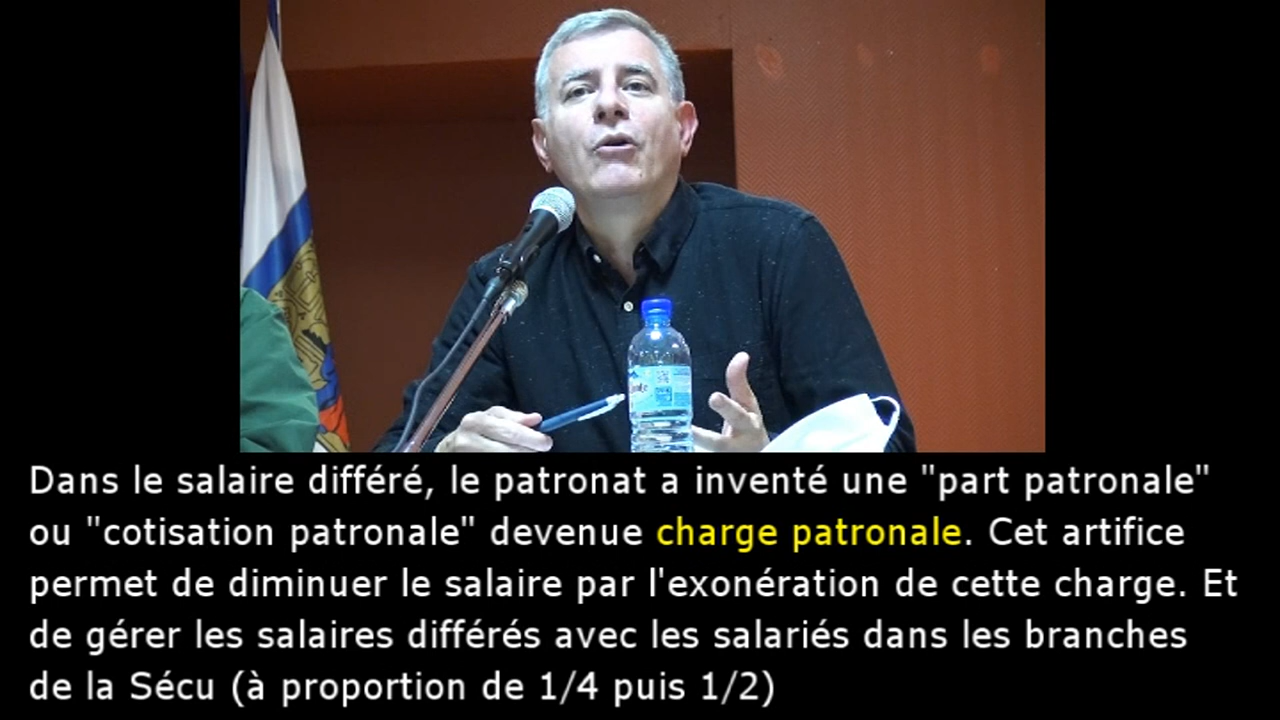 Dans le salaire différé, le patronat a inventé une "part patronale"
ou "cotisation patronale" devenue charge patronale. Cet artifice
permet de diminuer le salaire par l'exonération de cette charge. Et
de gérer les salaires différés avec les salariés dans les branches
de la Sécu (à proportion de 1/4 puis 1/2)